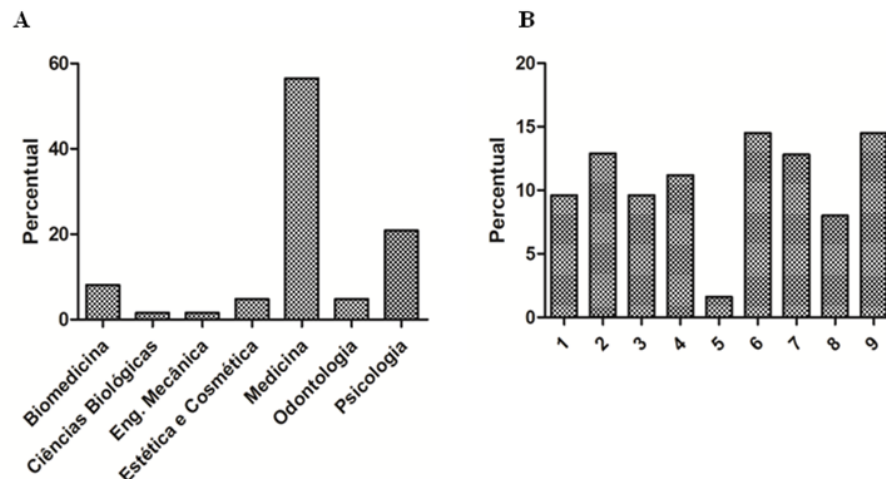 A
Percentual
60
40
20
0
Biomedicina
Ciências Biológicas
Eng. Mecânica
Estética e Cosmética
Medicina
Odontologia
Psicologia
B
Percentual
20
15
10
5
0
1 2 3 4 5 6 7 8 9